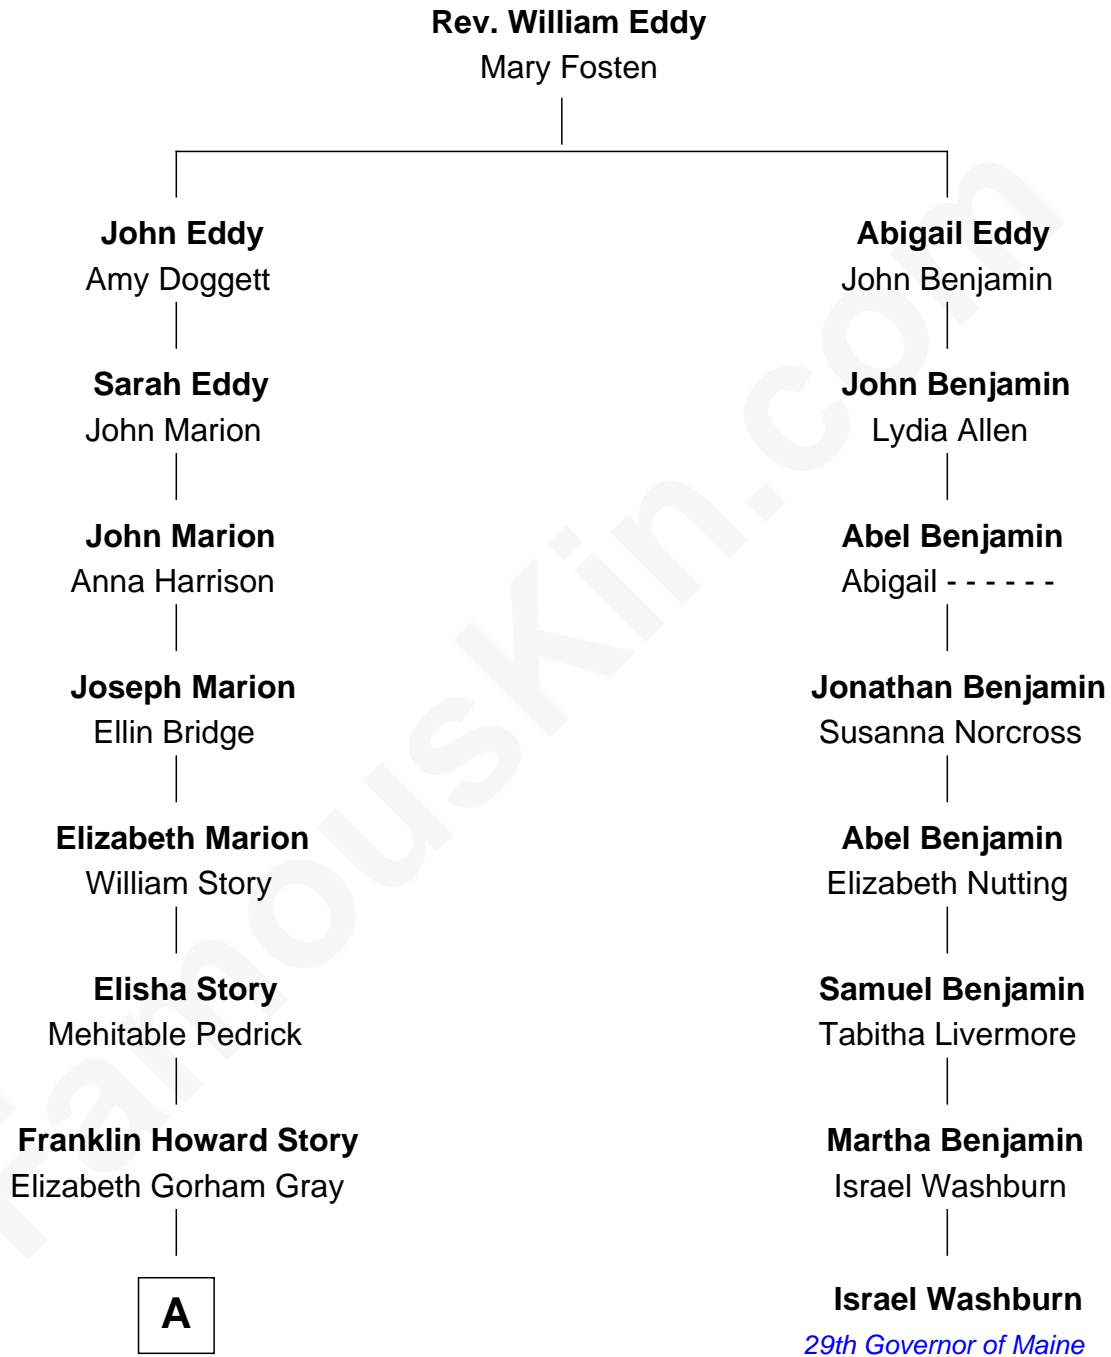 Rev. William Eddy
Mary Fosten
John Eddy
Amy Doggett
Sarah Eddy
John Marion
John Marion
Anna Harrison
Joseph Marion
Ellin Bridge
Elizabeth Marion
William Story
Elisha Story
Mehitable Pedrick
Franklin Howard Story
Elizabeth Gorham Gray
A
Abigail Eddy
John Benjamin
John Benjamin
Lydia Allen
Abel Benjamin
Abigail - - - - - -
Jonathan Benjamin
Susanna Norcross
Abel Benjamin
Elizabeth Nutting
Samuel Benjamin
Tabitha Livermore
Martha Benjamin
Israel Washburn
Israel Washburn
29th Governor of Maine
FamousKin.com